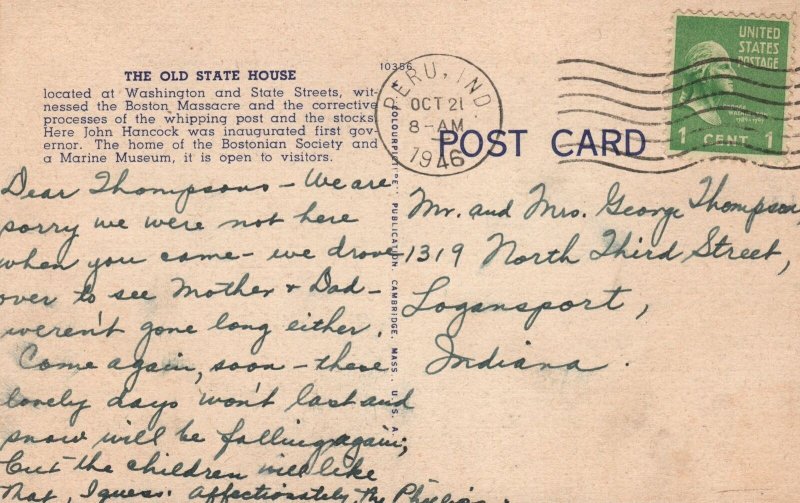 THE OLD STATE HOUSE
located at Washington and State Streets, wit-
nessed the Boston Massacre and the corrective
processes of the whipping post and the stocks.
Here John Hancock was inaugurated first gov-
ernor. The home of the Bostonian Society and
a Marine Museum, it is open to visitors.
Dear Thompsons - We are
sorry we were not here
when you came - we drove
over to see Mother & Dad -
weren't gone long either.
Come again, soon - these
lovely days won't last and
snow will be falling again;
but the children will like
that, I guess. Affectionately, The Phillips.
10356
COLOURPICTURE PUBLICATION, CAMBRIDGE, MASS., U. S. A.
PERU, IND.
OCT 21
8-AM
1946
POST CARD
UNITED
STATES
POSTAGE
1 CENT 1
Mr. and Mrs. George Thompson,
1319 North Third Street,
Logansport,
Indiana.